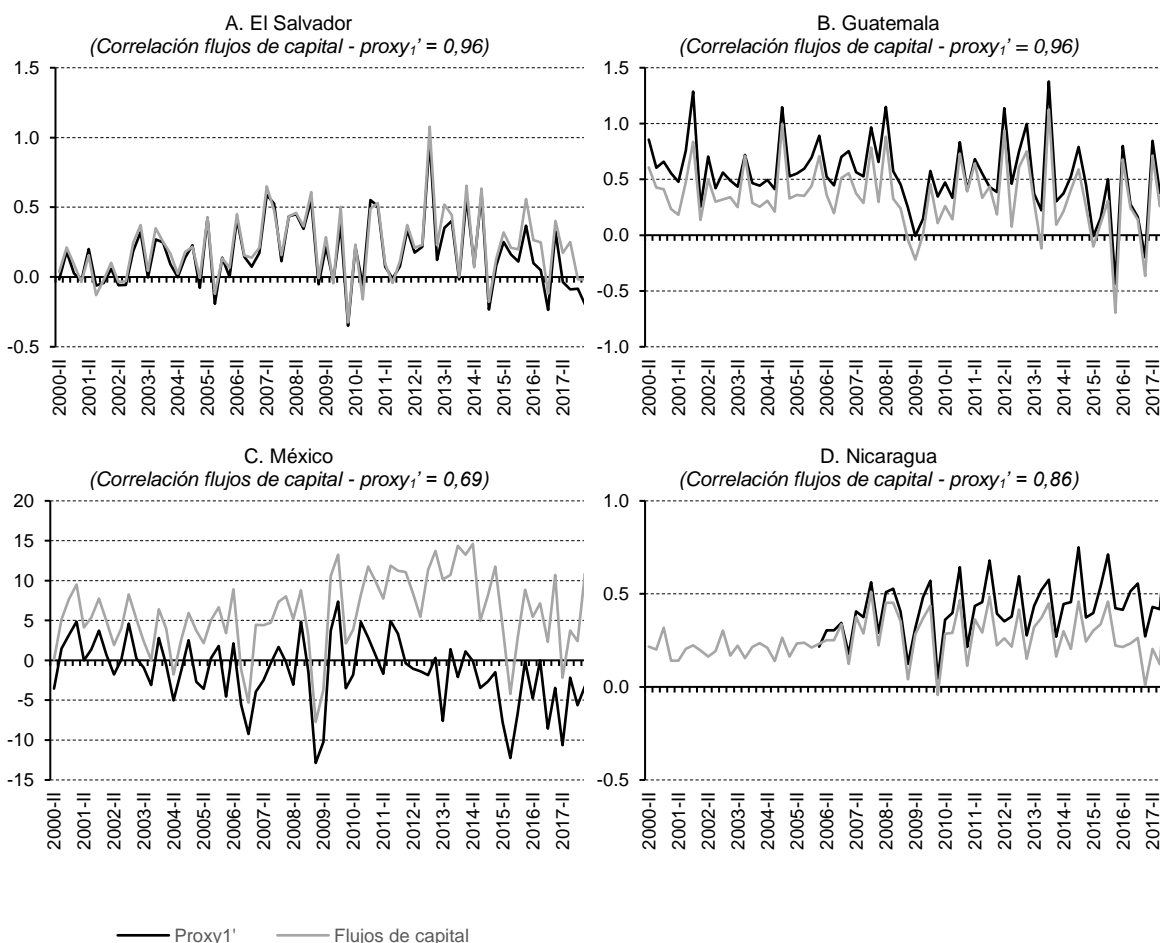 A. El Salvador
(Correlación flujos de capital - proxy₁' = 0,96)
1.5
1.0
0.5
0.0
-0.5
2000-II
2001-II
2002-II
2003-II
2004-II
2005-II
2006-II
2007-II
2008-II
2009-II
2010-II
2011-II
2012-II
2013-II
2014-II
2015-II
2016-II
2017-II
B. Guatemala
(Correlación flujos de capital - proxy₁' = 0,96)
1.5
1.0
0.5
0.0
-0.5
-1.0
2000-II
2001-II
2002-II
2003-II
2004-II
2005-II
2006-II
2007-II
2008-II
2009-II
2010-II
2011-II
2012-II
2013-II
2014-II
2015-II
2016-II
2017-II
C. México
(Correlación flujos de capital - proxy₁' = 0,69)
20
15
10
5
0
-5
-10
-15
2000-II
2001-II
2002-II
2003-II
2004-II
2005-II
2006-II
2007-II
2008-II
2009-II
2010-II
2011-II
2012-II
2013-II
2014-II
2015-II
2016-II
2017-II
D. Nicaragua
(Correlación flujos de capital - proxy₁' = 0,86)
1.0
0.5
0.0
-0.5
2000-II
2001-II
2002-II
2003-II
2004-II
2005-II
2006-II
2007-II
2008-II
2009-II
2010-II
2011-II
2012-II
2013-II
2014-II
2015-II
2016-II
2017-II
Proxy1' Flujos de capital